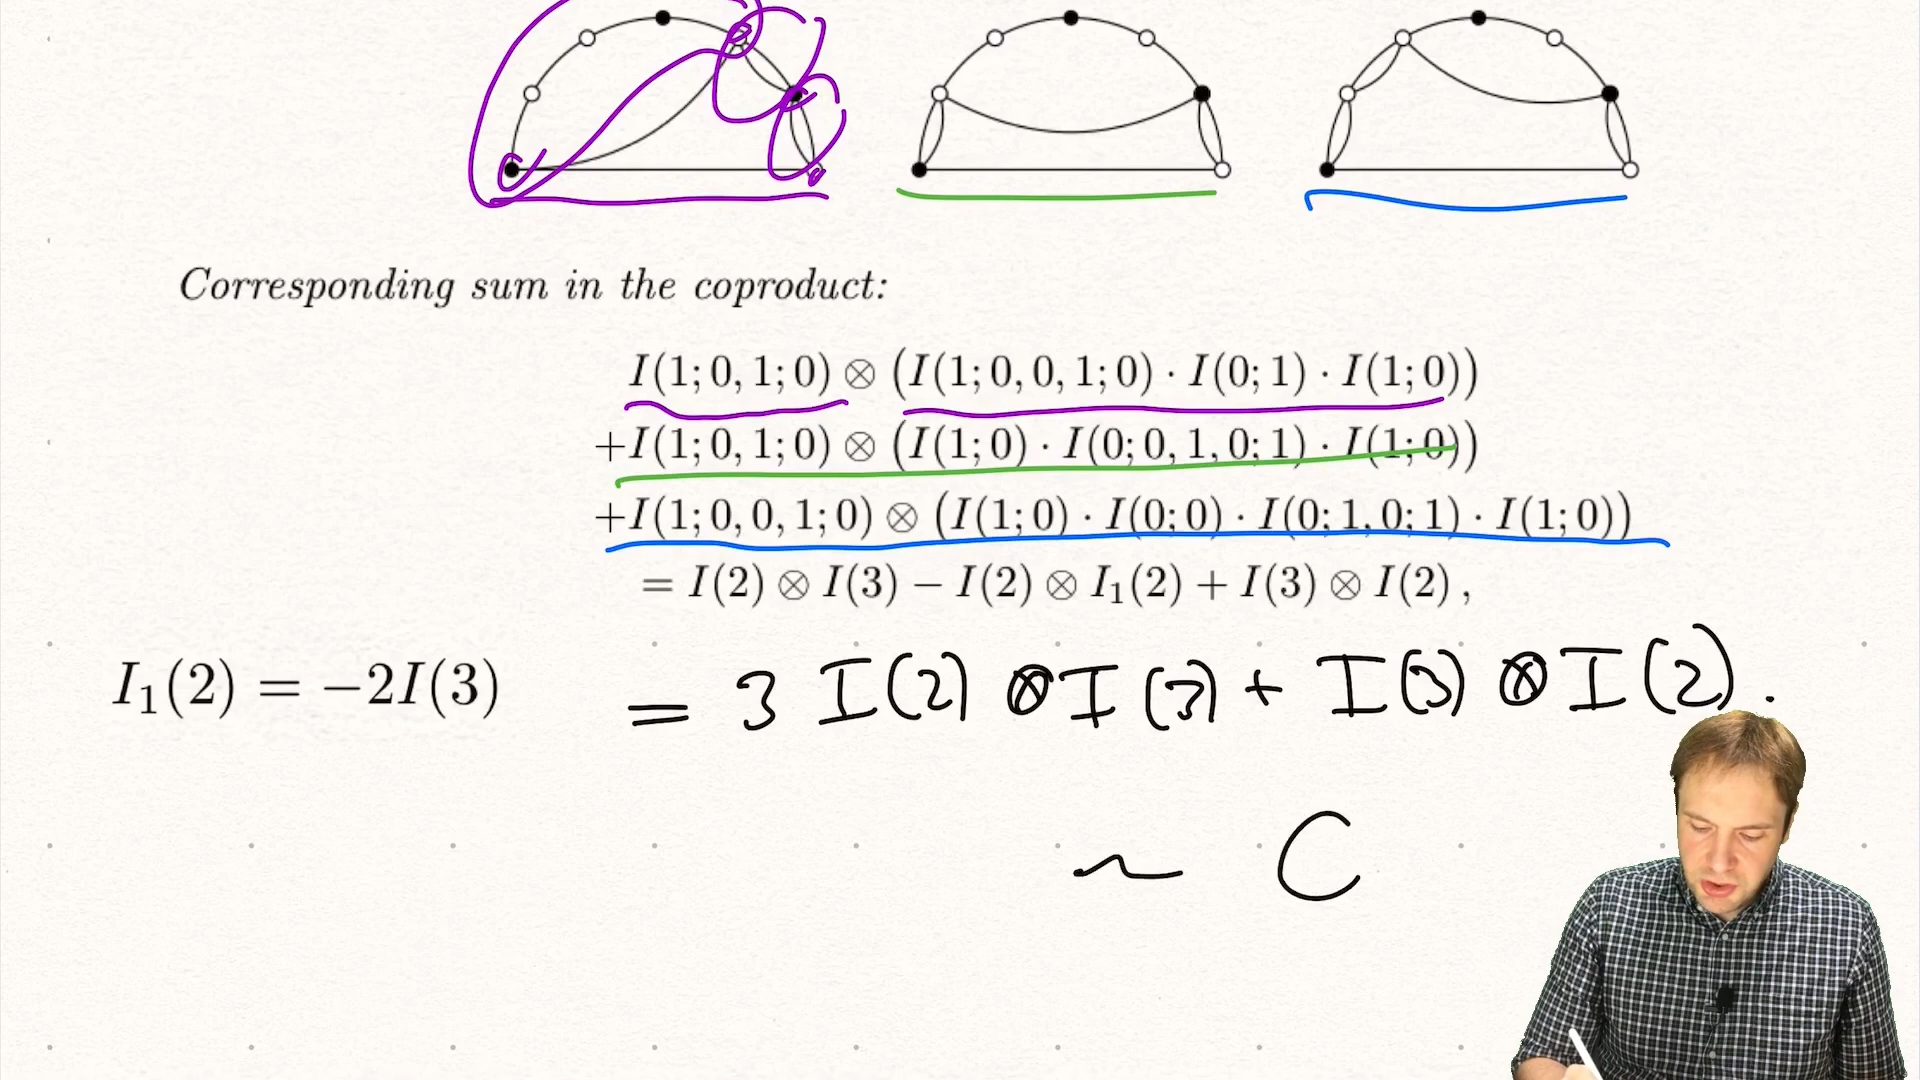 Corresponding sum in the coproduct:
I(1; 0, 1; 0) ⊗ (I(1; 0, 0, 1; 0) · I(0; 1) · I(1; 0))
+I(1; 0, 1; 0) ⊗ (I(1; 0) · I(0; 0, 1, 0; 1) · I(1; 0))
+I(1; 0, 0, 1; 0) ⊗ (I(1; 0) · I(0; 0) · I(0; 1, 0; 1) · I(1; 0))
= I(2) ⊗ I(3) − I(2) ⊗ I₁(2) + I(3) ⊗ I(2) ,
I₁(2) = −2I(3)
= 3 I(2) ⊗ I(3) + I(3) ⊗ I(2).
~ C